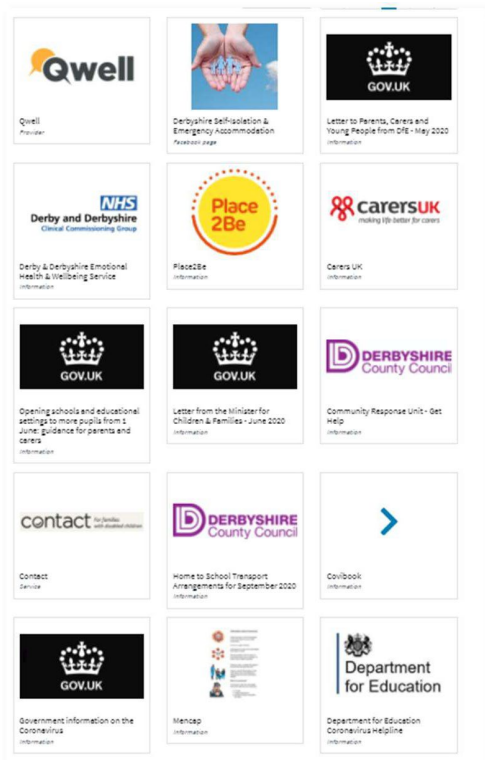 Qwell
Qwell
Provider
Derbyshire Self-Isolation &
Emergency Accommodation
Facebook page
GOV.UK
Letter to Parents, Carers and
Young People from DfE - May 2020
Information
NHS
Derby and Derbyshire
Clinical Commissioning Group
Derby & Derbyshire Emotional
Health & Wellbeing Service
Information
Place
2Be
Place2Be
Information
carersUK
making life better for carers
Carers UK
Information
GOV.UK
Opening schools and educational
settings to more pupils from 1
June: guidance for parents and
carers
Information
GOV.UK
Letter from the Minister for
Children & Families - June 2020
Information
DERBYSHIRE
County Council
Community Response Unit - Get
Help
Information
contact
For families
with disabled children
Contact
Service
DERBYSHIRE
County Council
Home to School Transport
Arrangements for September 2020
Information
Covibook
Information
GOV.UK
Government information on the
Coronavirus
Information
Mencap
Information
Department
for Education
Department for Education
Coronavirus Helpline
Information